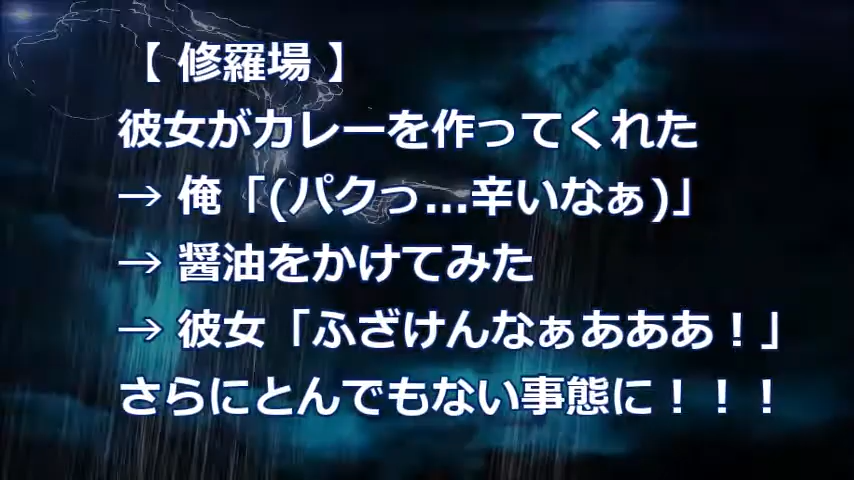 【 修羅場 】
彼女がカレーを作ってくれた
→ 俺「(パクっ…辛いなぁ)」
→ 醤油をかけてみた
→ 彼女「ふざけんなぁあああ！」
さらにとんでもない事態に！！！